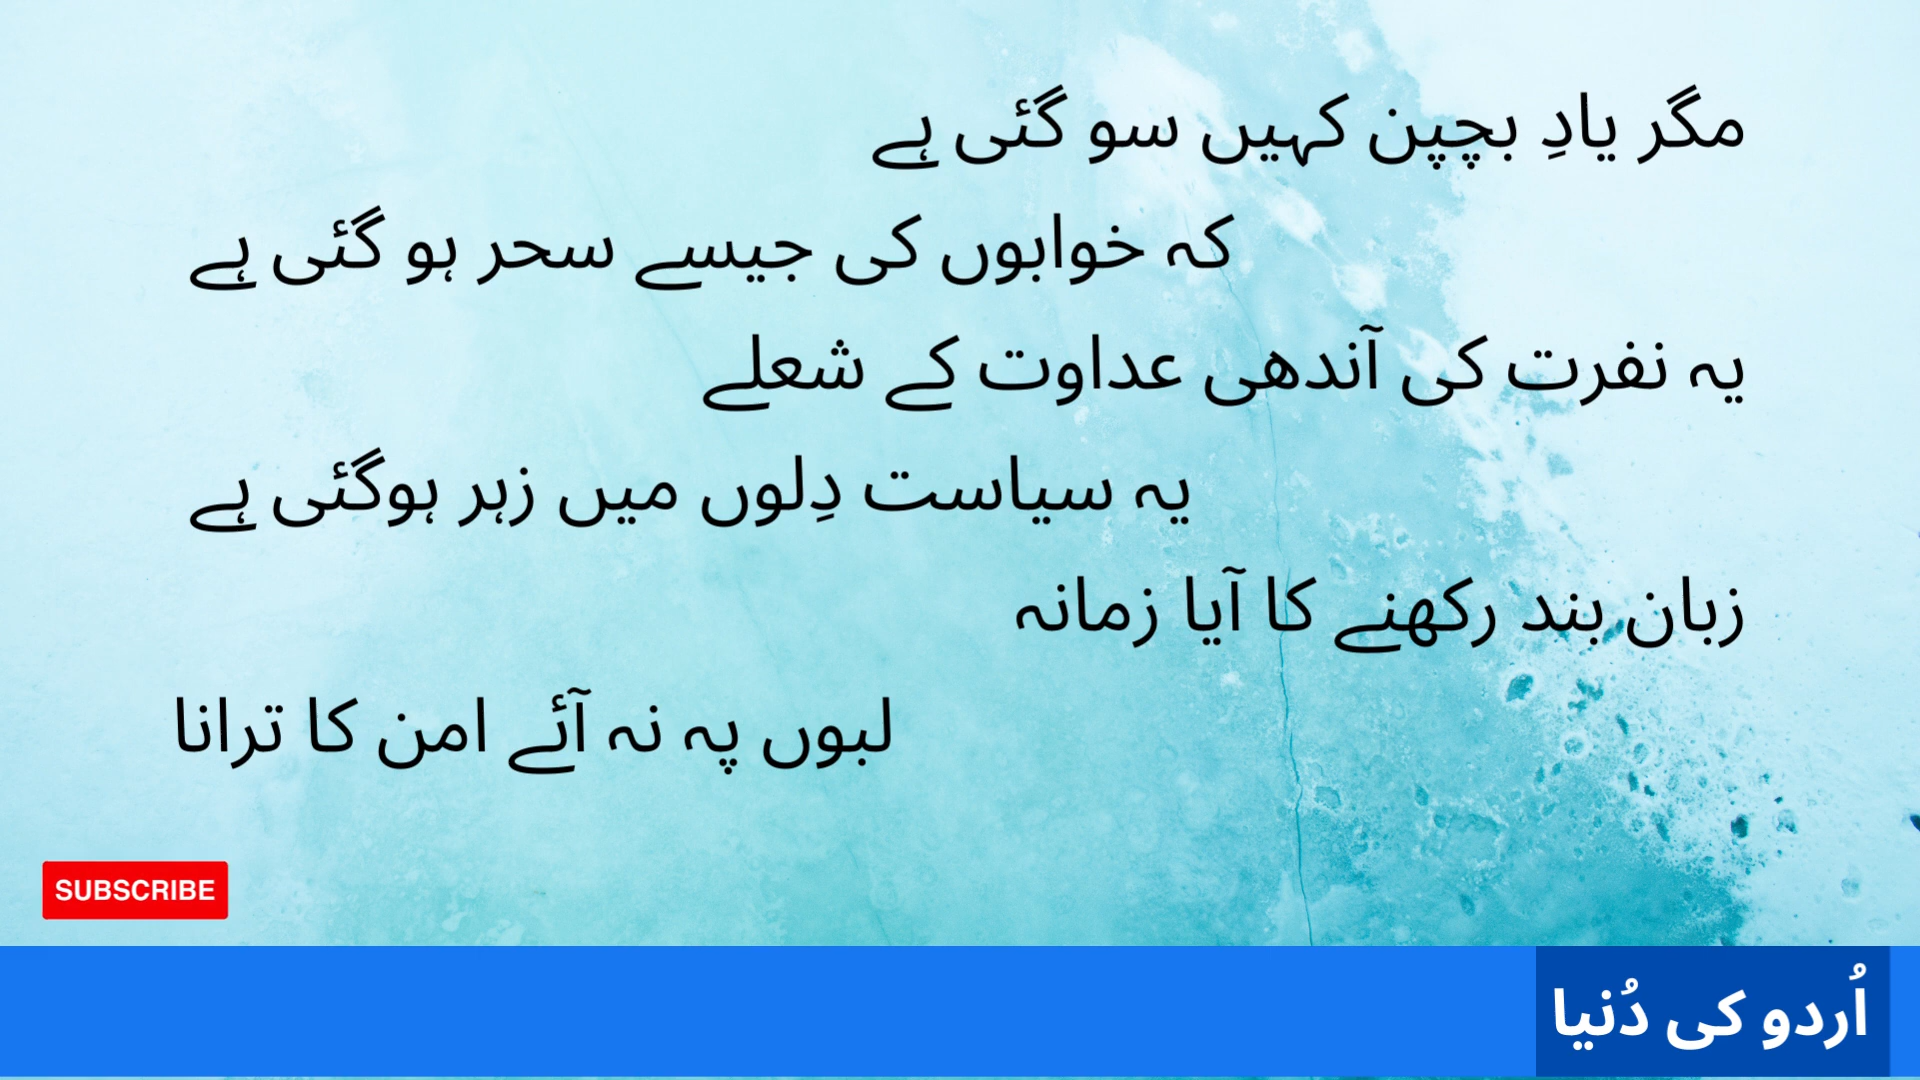 مگر یادِ بچپن کہیں سو گئی ہے
کہ خوابوں کی جیسے سحر ہو گئی ہے
یہ نفرت کی آندھی عداوت کے شعلے
یہ سیاست دِلوں میں زہر ہوگئی ہے
زبان بند رکھنے کا آیا زمانہ
لبوں پہ نہ آئے امن کا ترانا
SUBSCRIBE
اُردو کی دُنیا